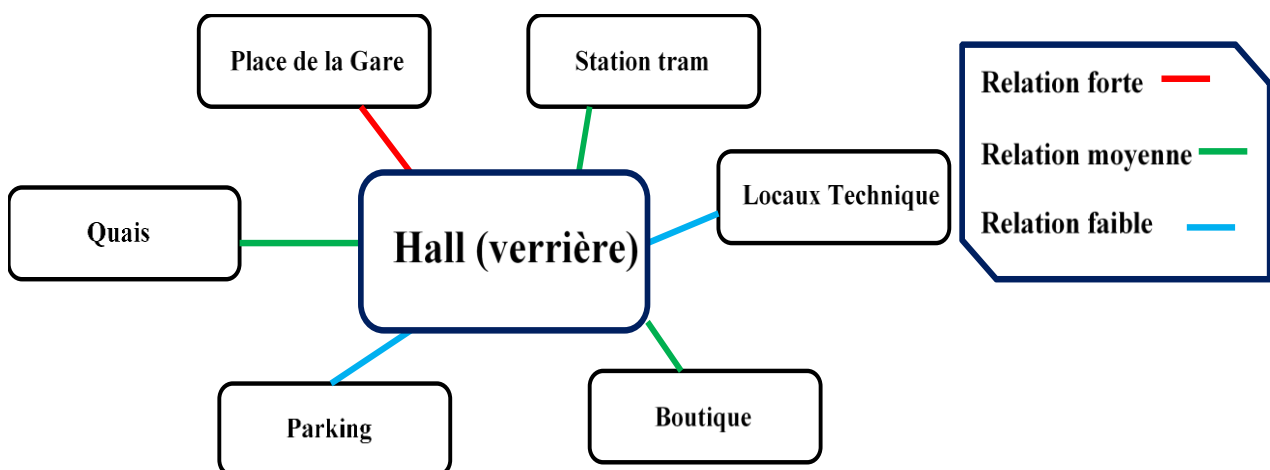 Place de la Gare
Station tram
Relation forte
Relation moyenne
Relation faible
Locaux Technique
Quais
Hall (verrière)
Parking
Boutique